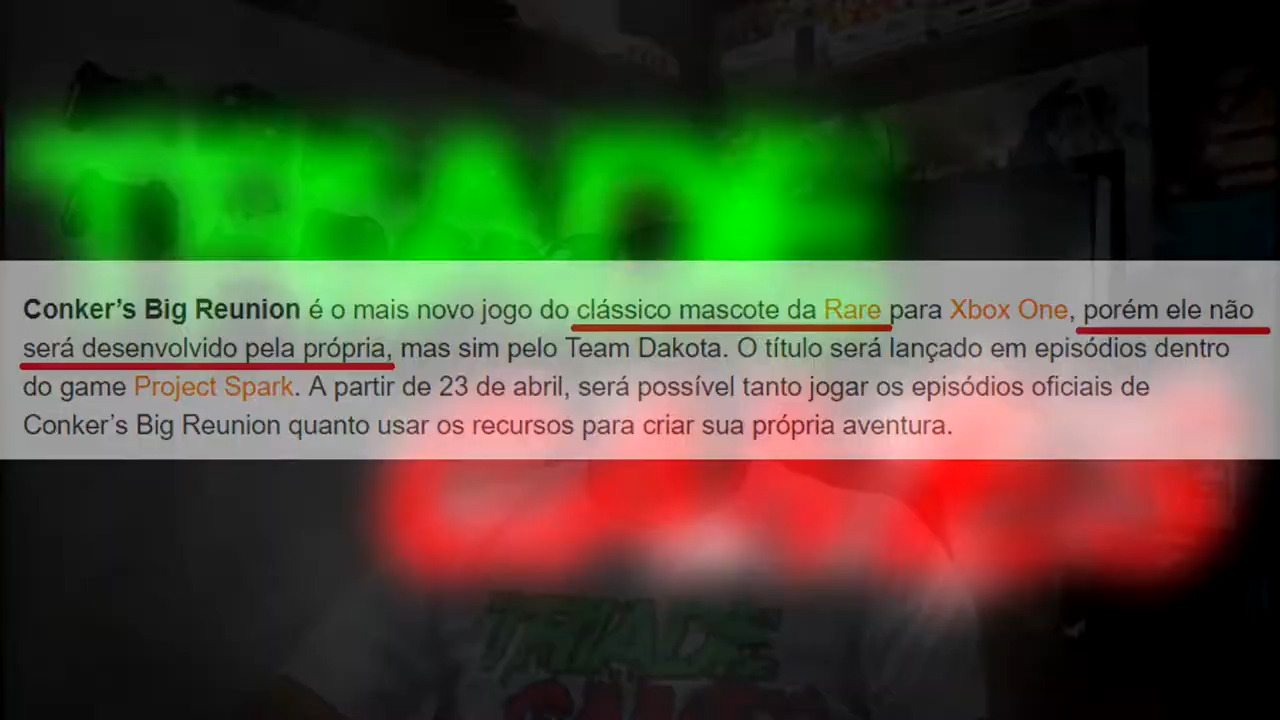 TRIADE
Conker’s Big Reunion é o mais novo jogo do clássico mascote da Rare para Xbox One, porém ele não
será desenvolvido pela própria, mas sim pelo Team Dakota. O título será lançado em episódios dentro
do game Project Spark. A partir de 23 de abril, será possível tanto jogar os episódios oficiais de
Conker’s Big Reunion quanto usar os recursos para criar sua própria aventura.